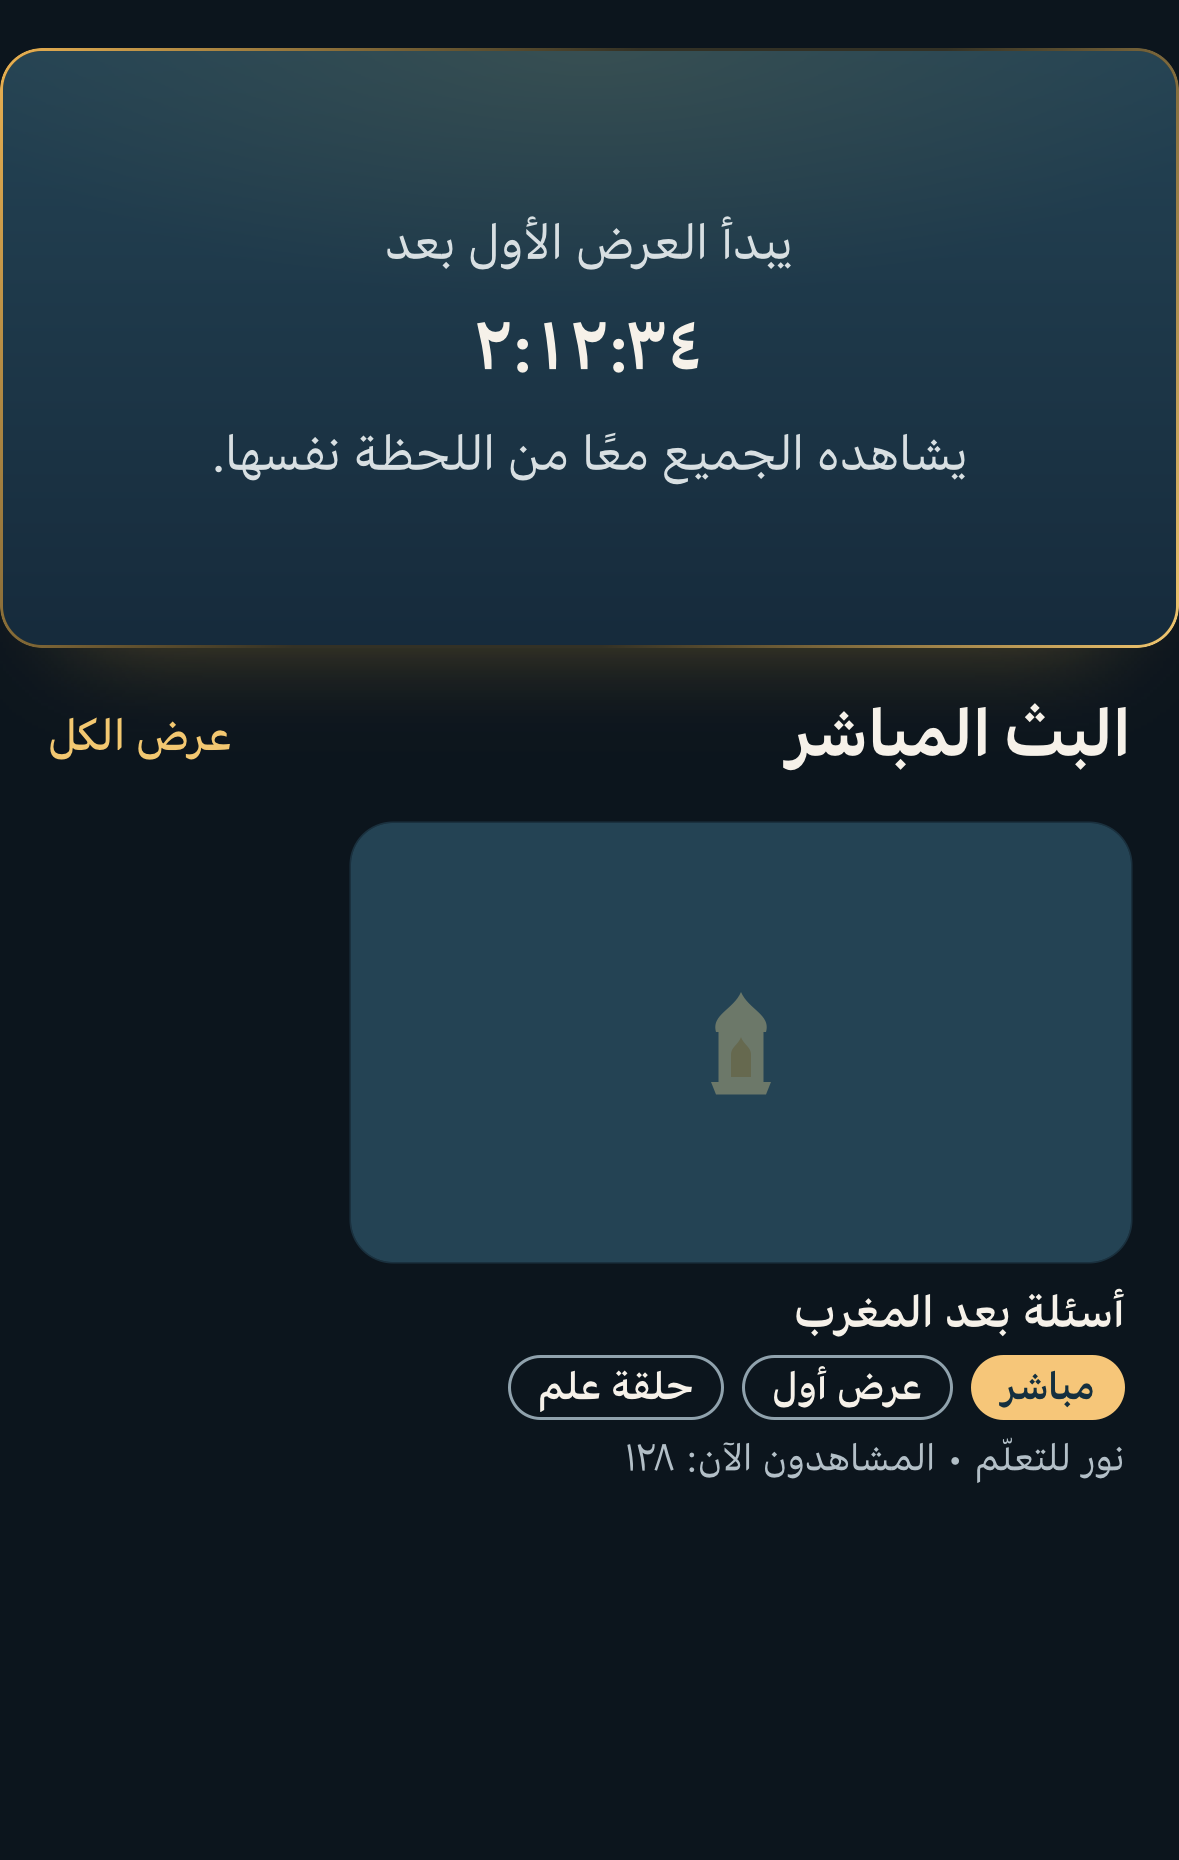 يبدأ العرض الأول بعد
٢:١٢:٣٤
يشاهده الجميع معًا من اللحظة نفسها.
البث المباشر
عرض الكل
أسئلة بعد المغرب
مباشر
عرض أول
حلقة علم
نور للتعلّم • المشاهدون الآن: ١٢٨